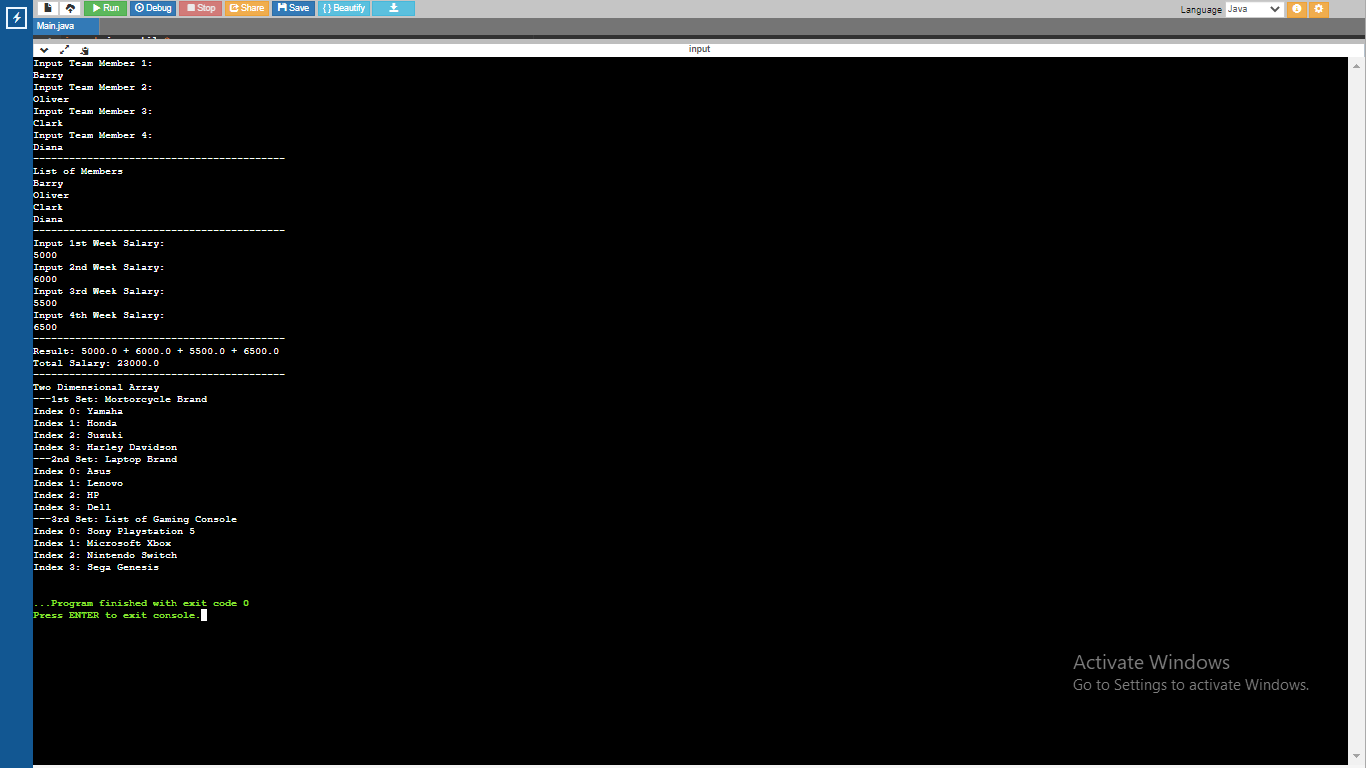 Run Debug Stop Share Save { } Beautify
Language Java
Main.java
input
Input Team Member 1:
Barry
Input Team Member 2:
Oliver
Input Team Member 3:
Clark
Input Team Member 4:
Diana
------------------------------------------
List of Members
Barry
Oliver
Clark
Diana
------------------------------------------
Input 1st Week Salary:
5000
Input 2nd Week Salary:
6000
Input 3rd Week Salary:
5500
Input 4th Week Salary:
6500
------------------------------------------
Result: 5000.0 + 6000.0 + 5500.0 + 6500.0
Total Salary: 23000.0
------------------------------------------
Two Dimensional Array
---1st Set: Mortorcycle Brand
Index 0: Yamaha
Index 1: Honda
Index 2: Suzuki
Index 3: Harley Davidson
---2nd Set: Laptop Brand
Index 0: Asus
Index 1: Lenovo
Index 2: HP
Index 3: Dell
---3rd Set: List of Gaming Console
Index 0: Sony Playstation 5
Index 1: Microsoft Xbox
Index 2: Nintendo Switch
Index 3: Sega Genesis
...Program finished with exit code 0
Press ENTER to exit console.
Activate Windows
Go to Settings to activate Windows.